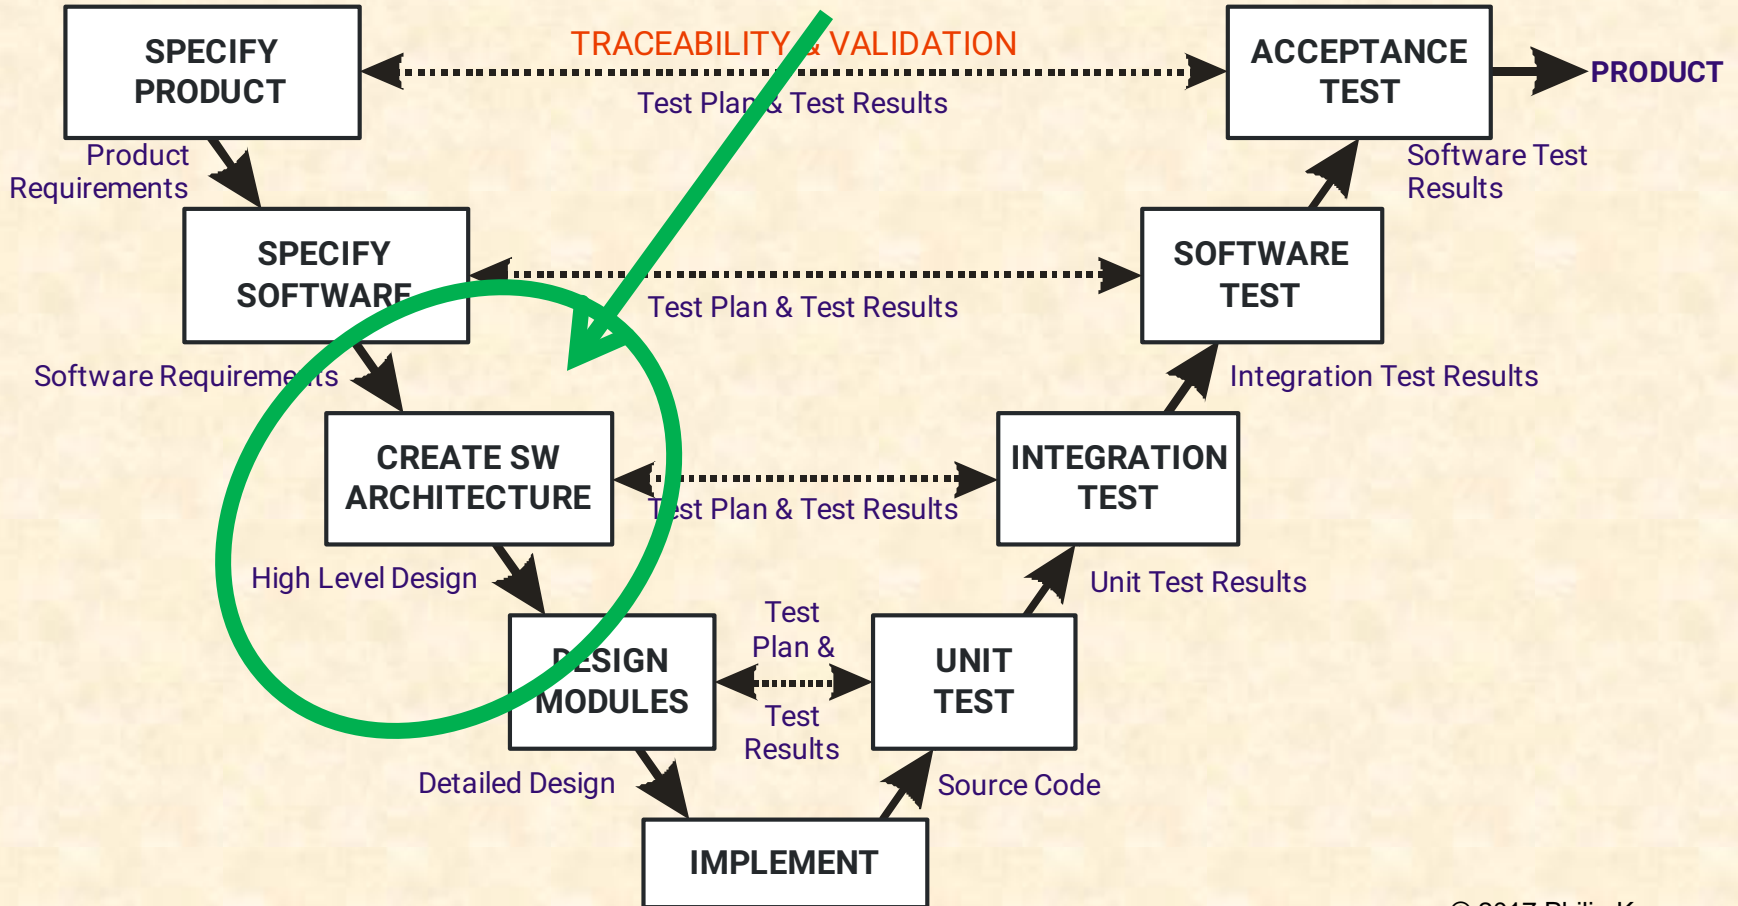 SPECIFY
PRODUCT
TRACEABILITY & VALIDATION
Test Plan & Test Results
ACCEPTANCE
TEST
PRODUCT
Product
Requirements
Software Test
Results
SPECIFY
SOFTWARE
Test Plan & Test Results
SOFTWARE
TEST
Software Requirements
Integration Test Results
CREATE SW
ARCHITECTURE
Test Plan & Test Results
INTEGRATION
TEST
High Level Design
Unit Test Results
DESIGN
MODULES
Test
Plan &
Test
Results
UNIT
TEST
Detailed Design
Source Code
IMPLEMENT
© 2017 Philip